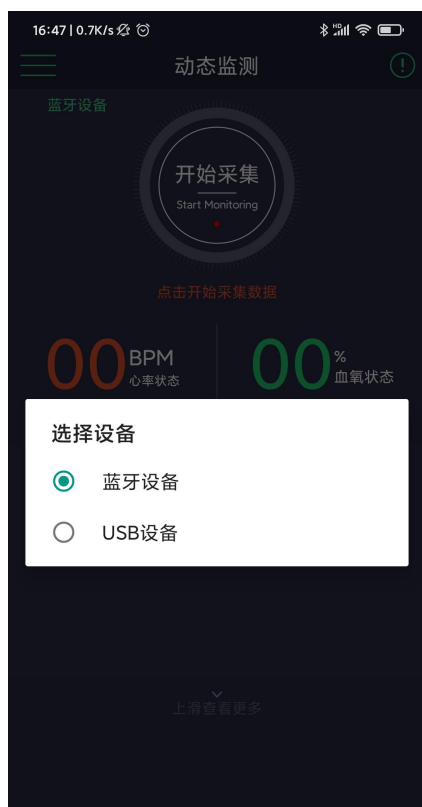 16:47 | 0.7K/s
动态监测
蓝牙设备
开始采集
Start Monitoring
点击开始采集数据
00 BPM 心率状态
00 % 血氧状态
选择设备
蓝牙设备
USB设备
上滑查看更多